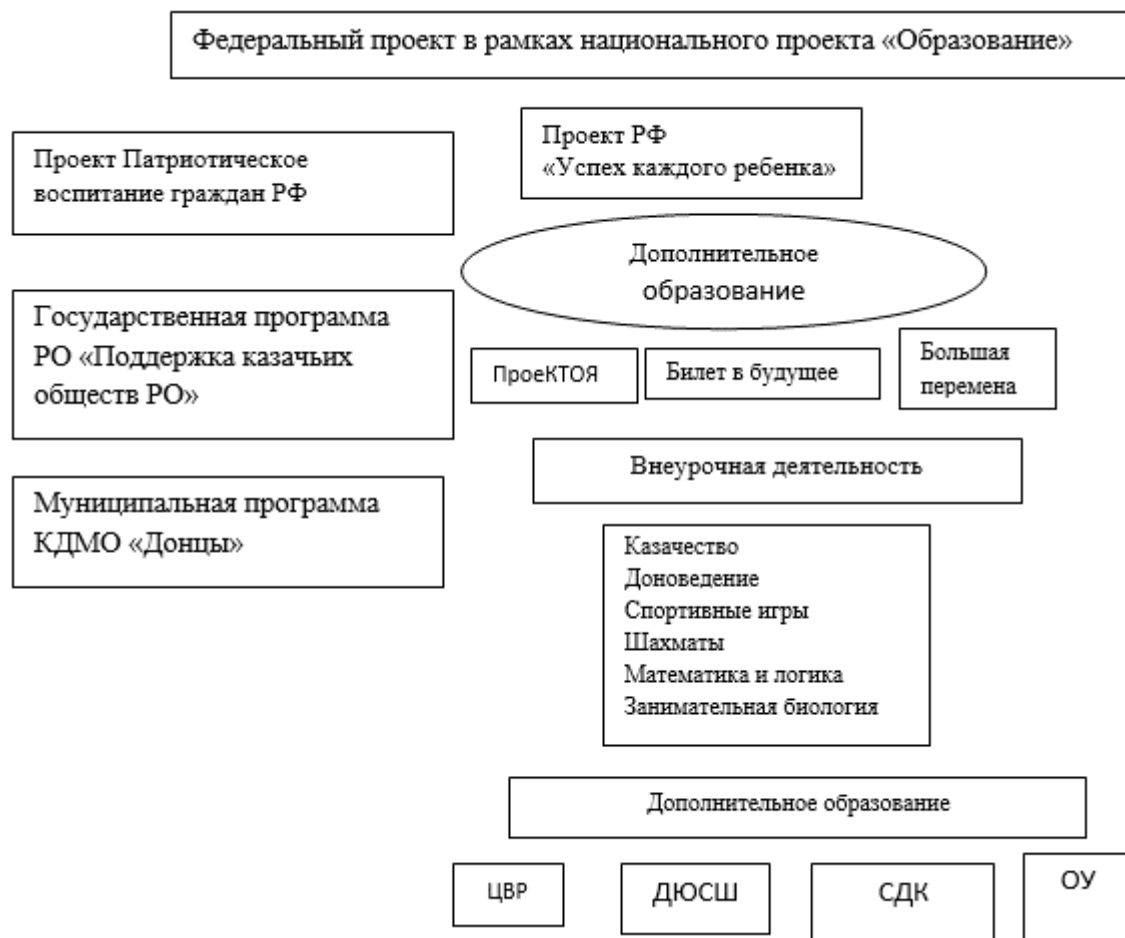 Федеральный проект в рамках национального проекта «Образование»
Проект Патриотическое
воспитание граждан РФ
Проект РФ
«Успех каждого ребенка»
Дополнительное
образование
Государственная программа
РО «Поддержка казачьих
обществ РО»
ПроеКТОЯ
Билет в будущее
Большая
перемена
Внеурочная деятельность
Муниципальная программа
КДМО «Донцы»
Казачество
Доноведение
Спортивные игры
Шахматы
Математика и логика
Занимательная биология
Дополнительное образование
ЦВР
ДЮСШ
СДК
ОУ